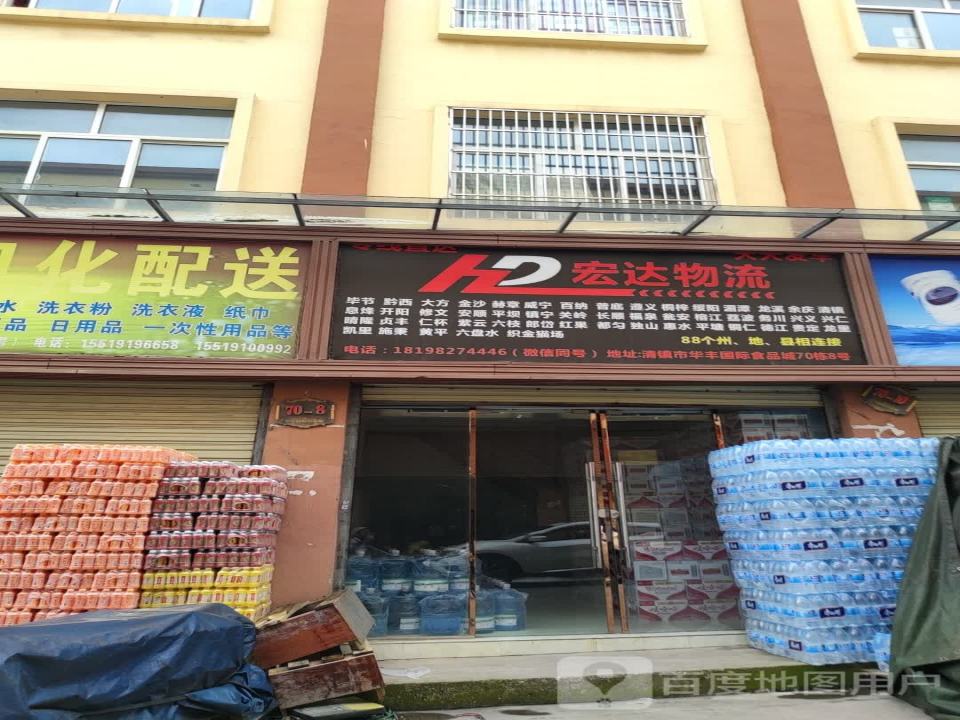 化配送
水 洗衣粉 洗衣液 纸巾
品 日用品 一次性用品等
15519196658 15519100992
HD 宏达物流
毕节 黔西 大方 金沙 赫章 威宁 百纳 普底 遵义 桐梓 绥阳 湄潭 龙溪 余庆 清镇
息烽 开阳 修文 安顺 平坝 镇宁 关岭 长顺 福泉 瓮安 榕江 荔波 贵川 兴义 兴仁
晴隆 贞丰 仁杯 紫云 六枝 郎岱 红果 都匀 独山 惠水 平塘 铜仁 德江 贵定 龙里
凯里 施秉 黄平 六盘水 织金猫场
88个州、地、县相连接
电话:18198274446(微信同号) 地址:清镇市华丰国际食品城70栋8号
70-8
百度地图用户